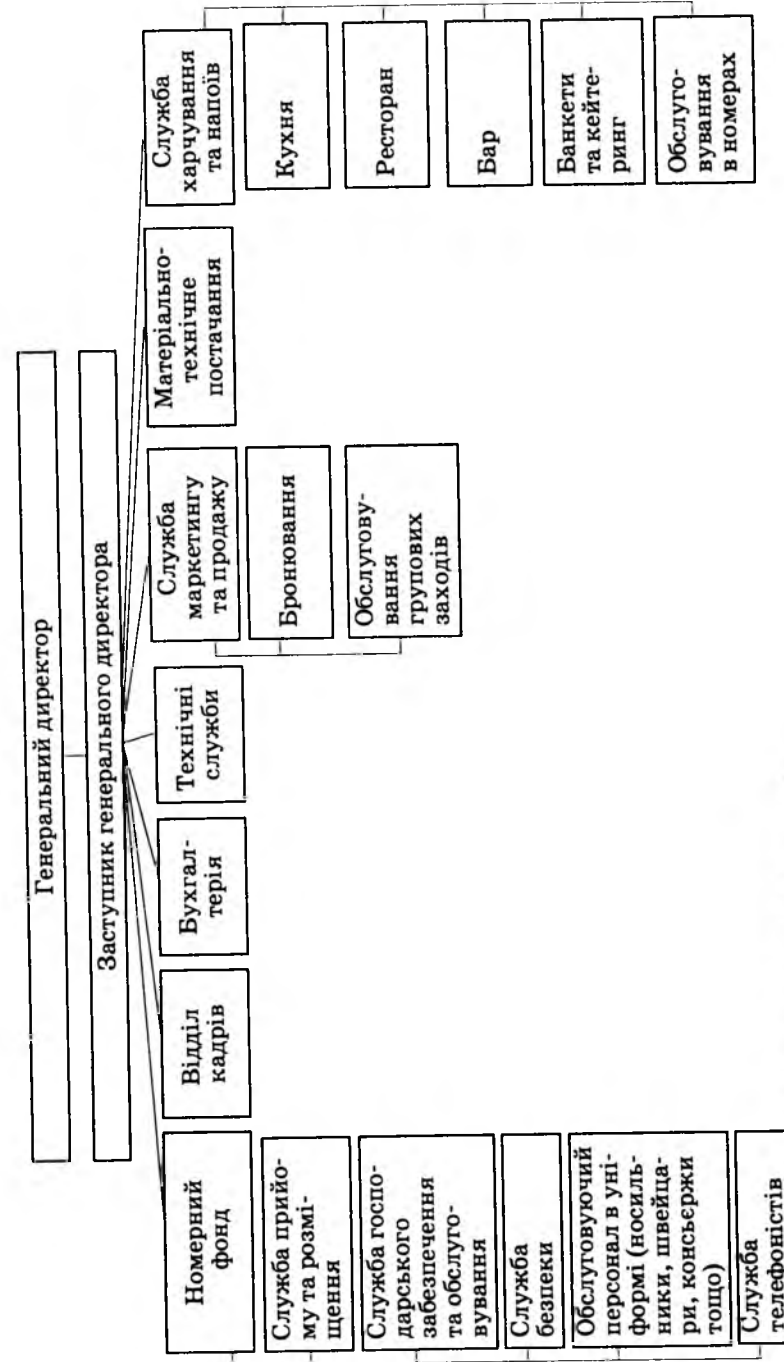 Генеральний директор
Заступник генерального директора
Номерний
фонд
Служба прийо-
му та розмі-
щення
Служба госпо-
дарського
забезпечення
та обслуго-
вування
Служба
безпеки
Обслуговуючий
персонал в уні-
формі (носиль-
ники, швейца-
ри, консьєржи
тощо)
Служба
телефоністів
Відділ
кадрів
Бухгал-
терія
Технічні
служби
Служба
маркетингу
та продажу
Бронювання
Обслугову-
вання
групових
заходів
Матеріально-
технічне
постачання
Служба
харчування
та напоїв
Кухня
Ресторан
Бар
Банкети
та кейте-
ринг
Обслуго-
вування
в номерах